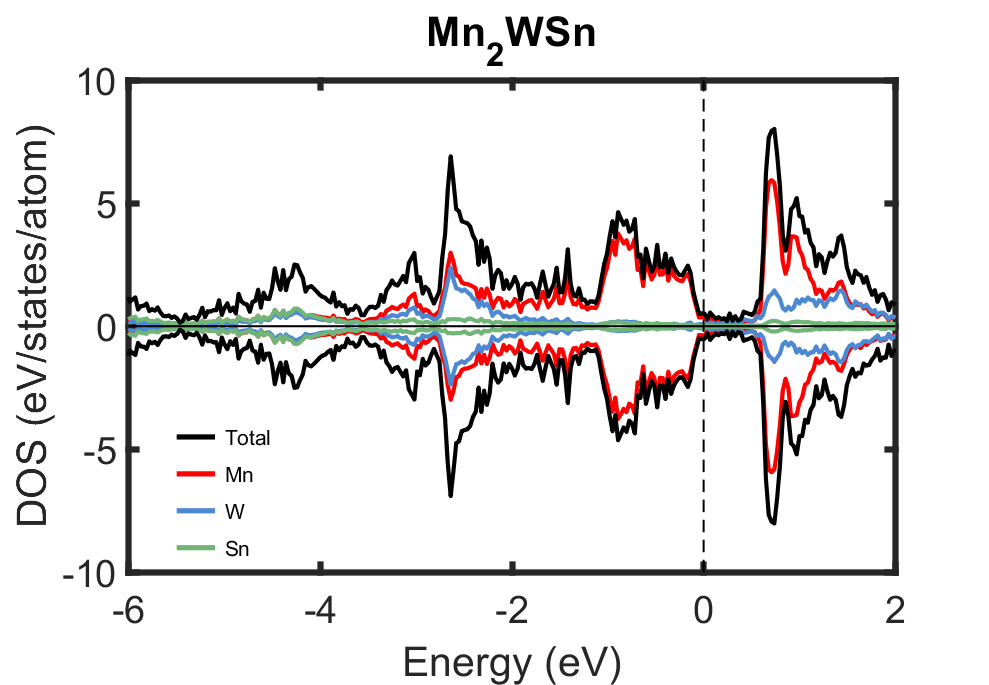 Mn₂WSn
10
5
0
-5
-10
DOS (eV/states/atom)
Total
Mn
W
Sn
-6 -4 -2 0 2
Energy (eV)